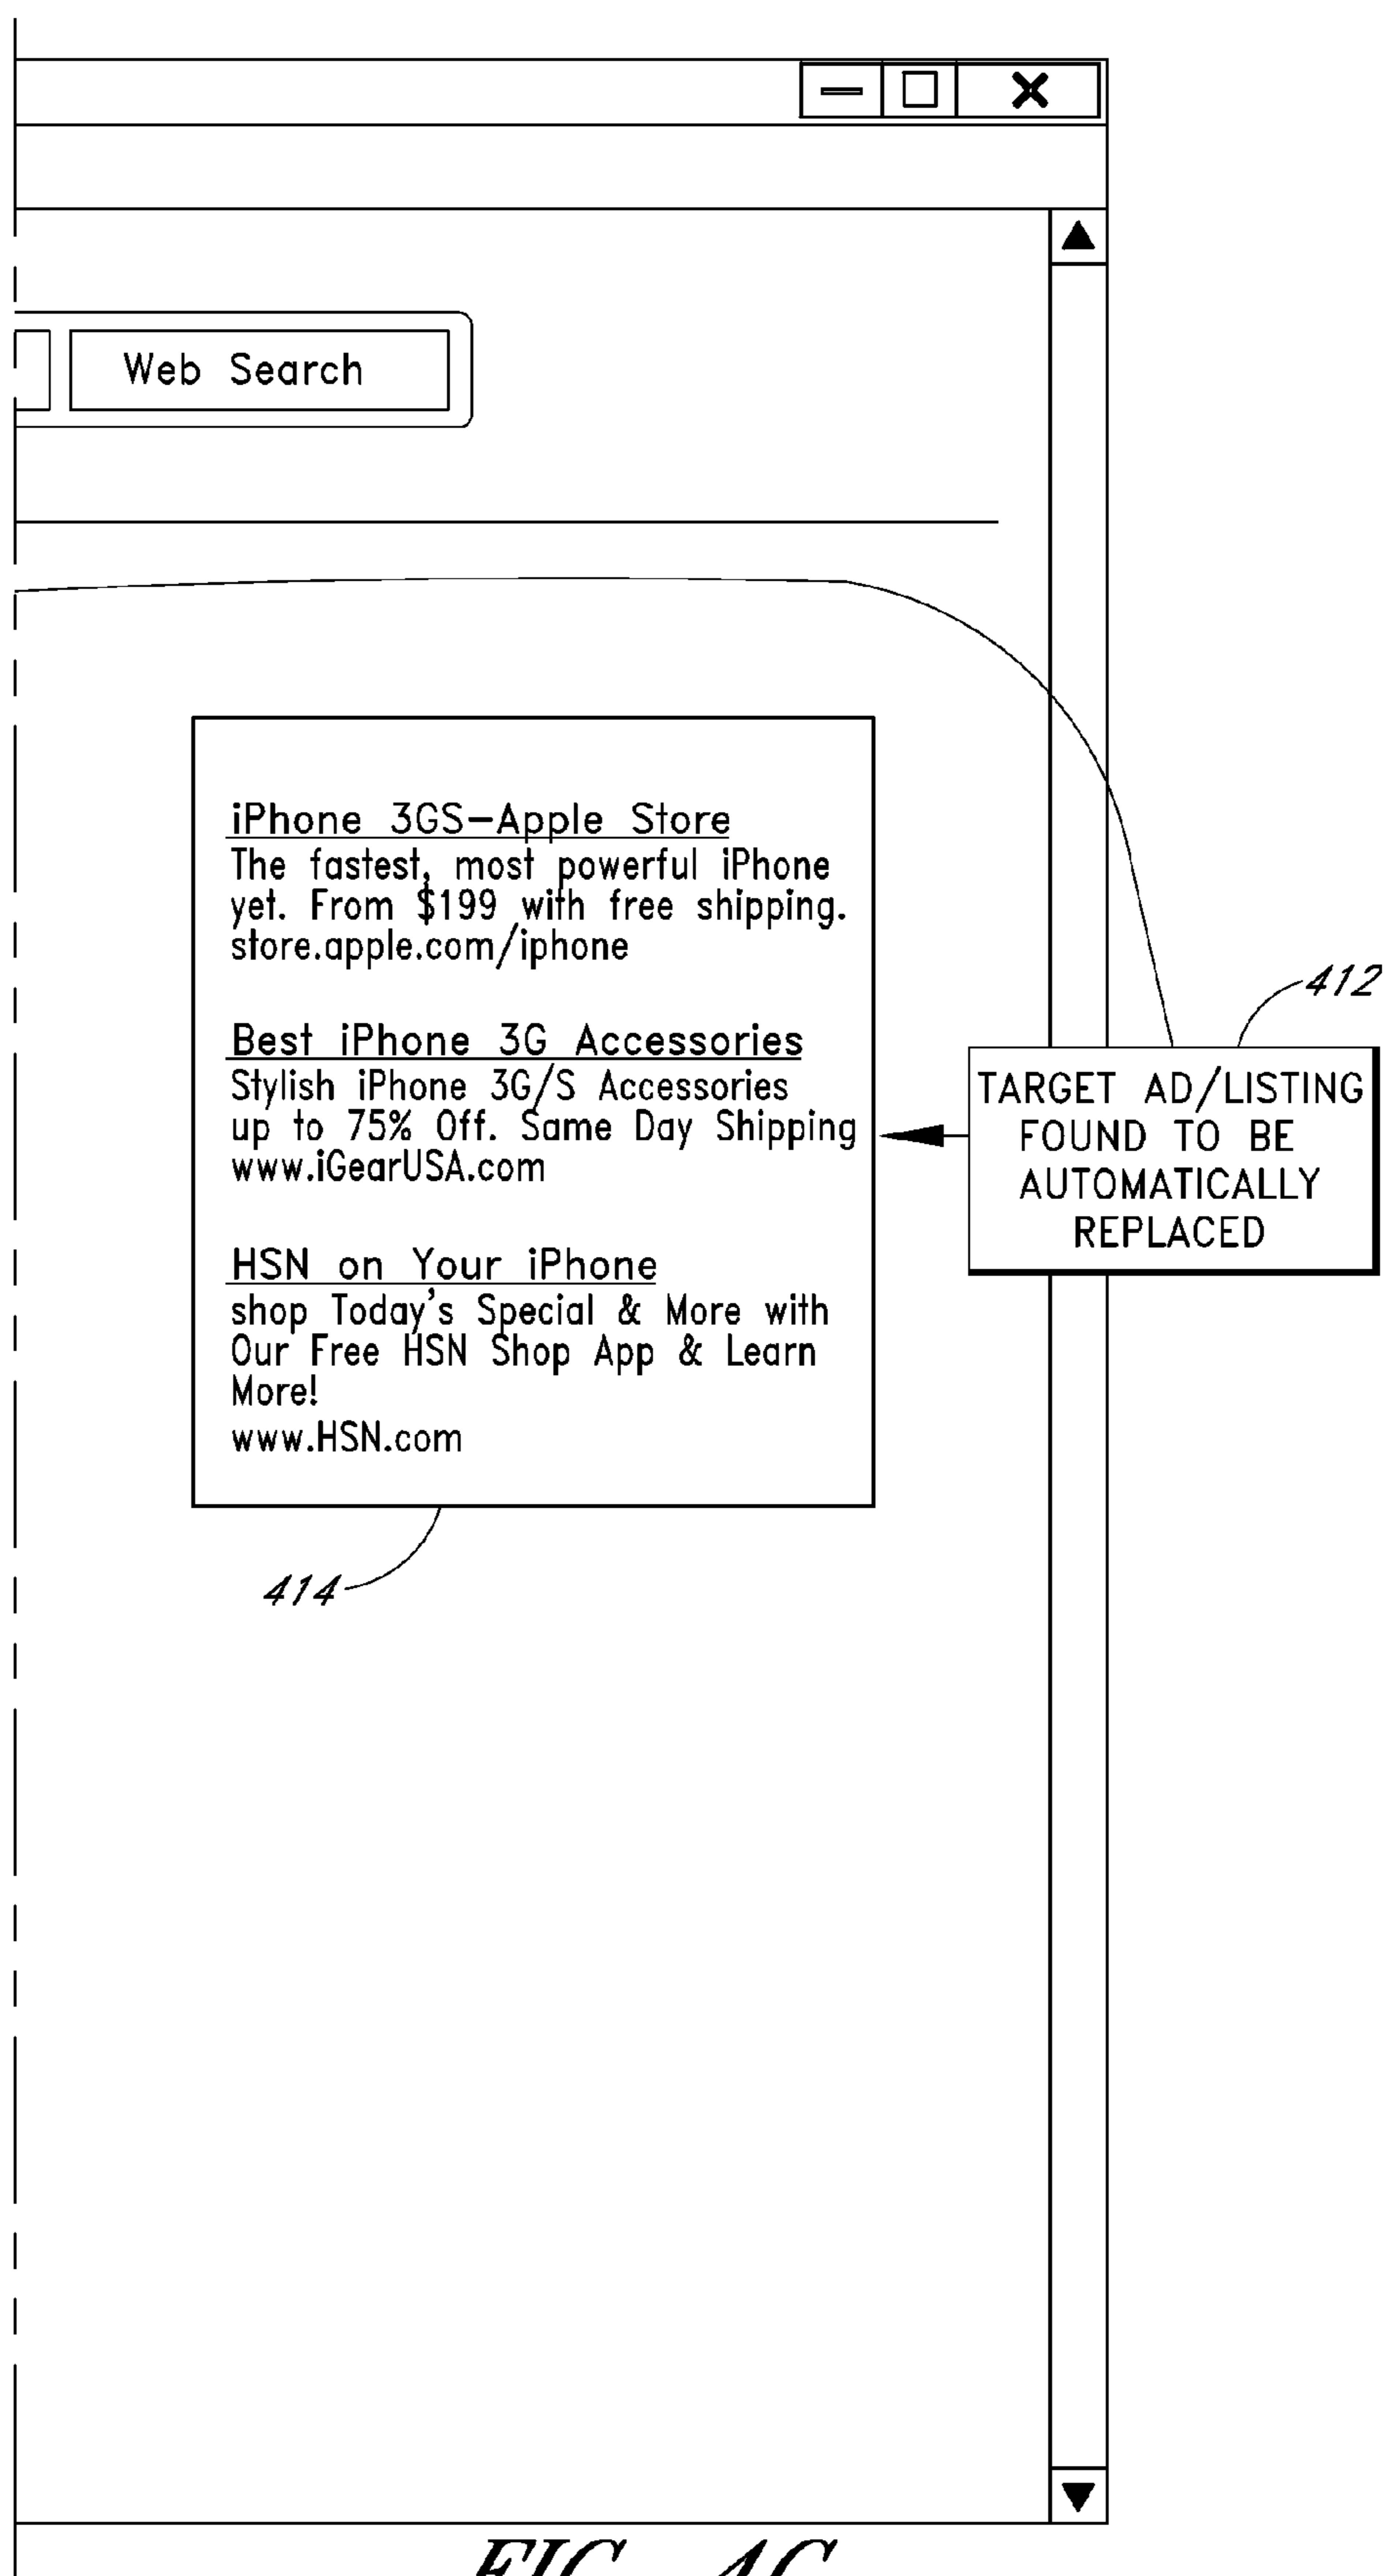 Web Search
iPhone 3GS-Apple Store
The fastest, most powerful iPhone
yet. From $199 with free shipping.
store.apple.com/iphone
412
Best iPhone 3G Accessories
Stylish iPhone 3G/S Accessories
up to 75% Off. Same Day Shipping
www.iGearUSA.com
TARGET AD/LISTING
FOUND TO BE
AUTOMATICALLY
REPLACED
HSN on Your iPhone
shop Today's Special & More with
Our Free HSN Shop App & Learn
More!
www.HSN.com
414
FIG. 4C